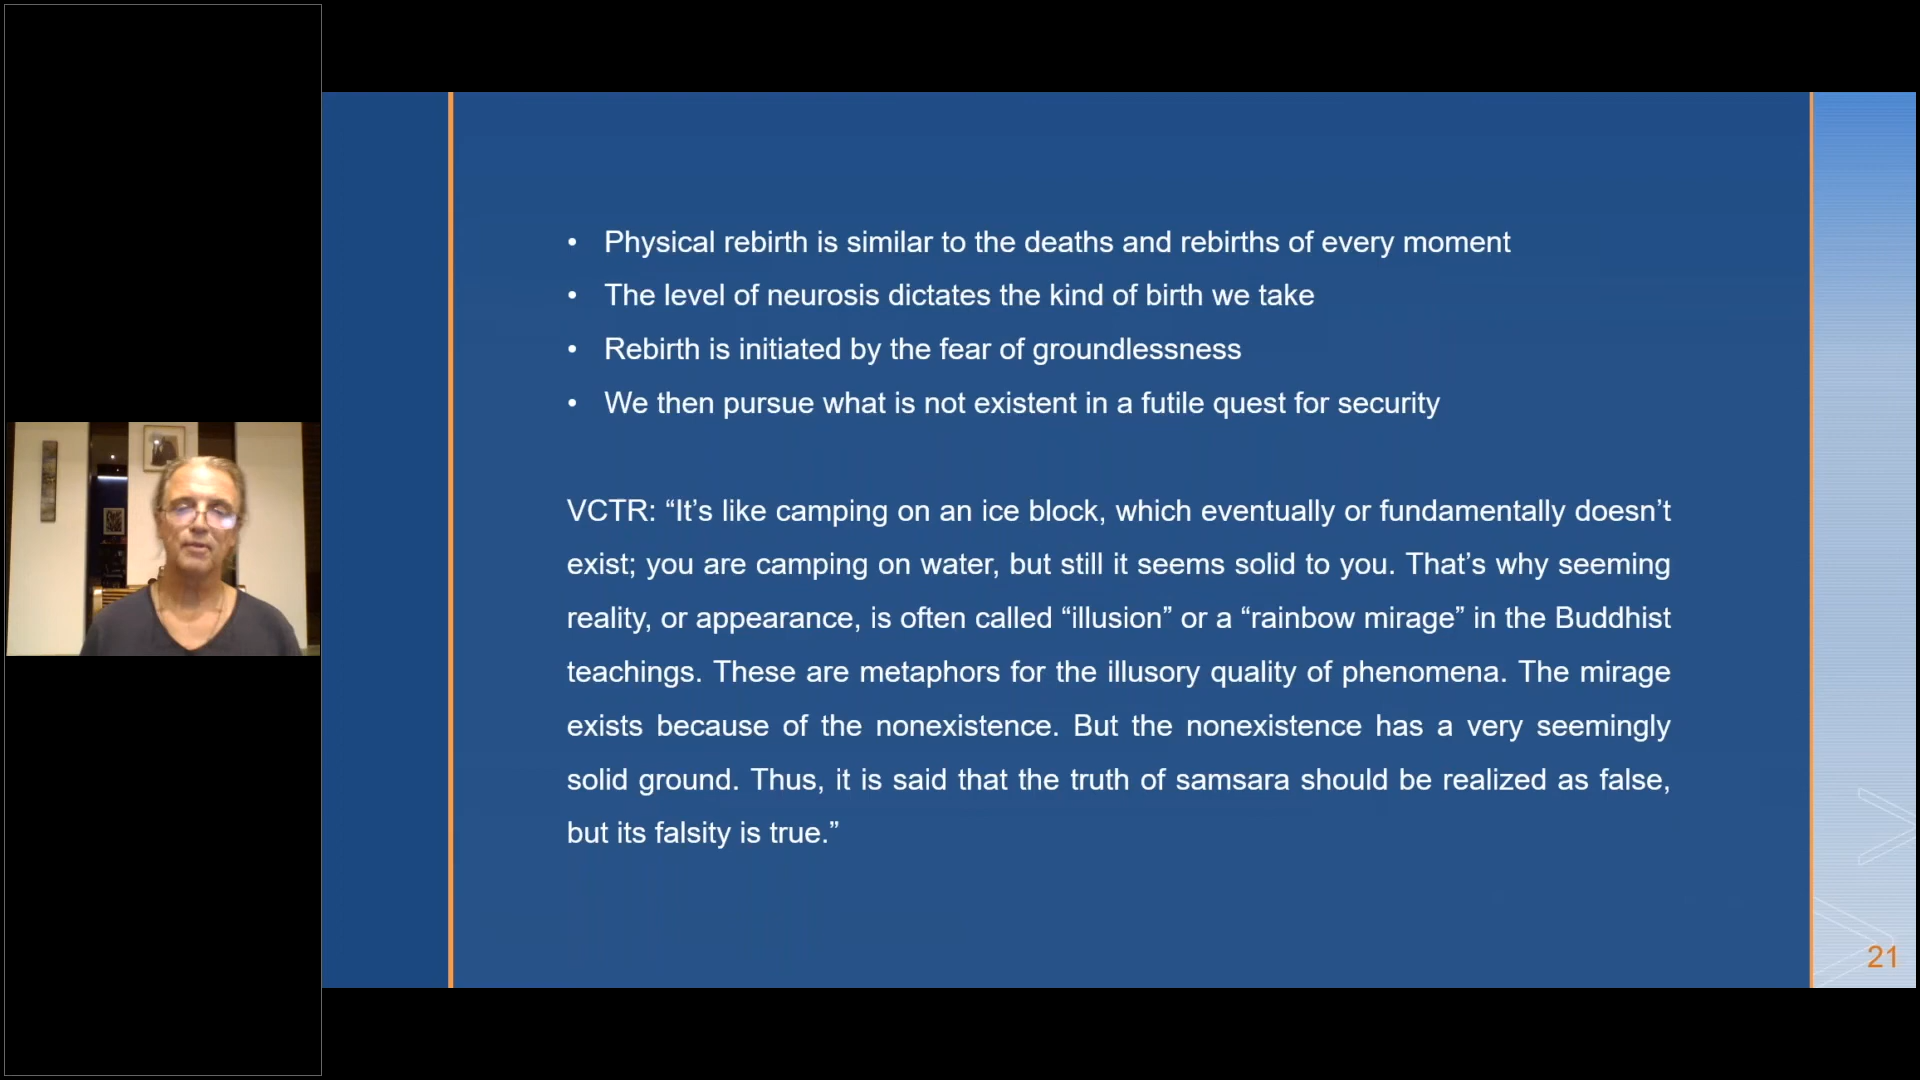 • Physical rebirth is similar to the deaths and rebirths of every moment
• The level of neurosis dictates the kind of birth we take
• Rebirth is initiated by the fear of groundlessness
• We then pursue what is not existent in a futile quest for security
VCTR: “It’s like camping on an ice block, which eventually or fundamentally doesn’t
exist; you are camping on water, but still it seems solid to you. That’s why seeming
reality, or appearance, is often called “illusion” or a “rainbow mirage” in the Buddhist
teachings. These are metaphors for the illusory quality of phenomena. The mirage
exists because of the nonexistence. But the nonexistence has a very seemingly
solid ground. Thus, it is said that the truth of samsara should be realized as false,
but its falsity is true.”
21